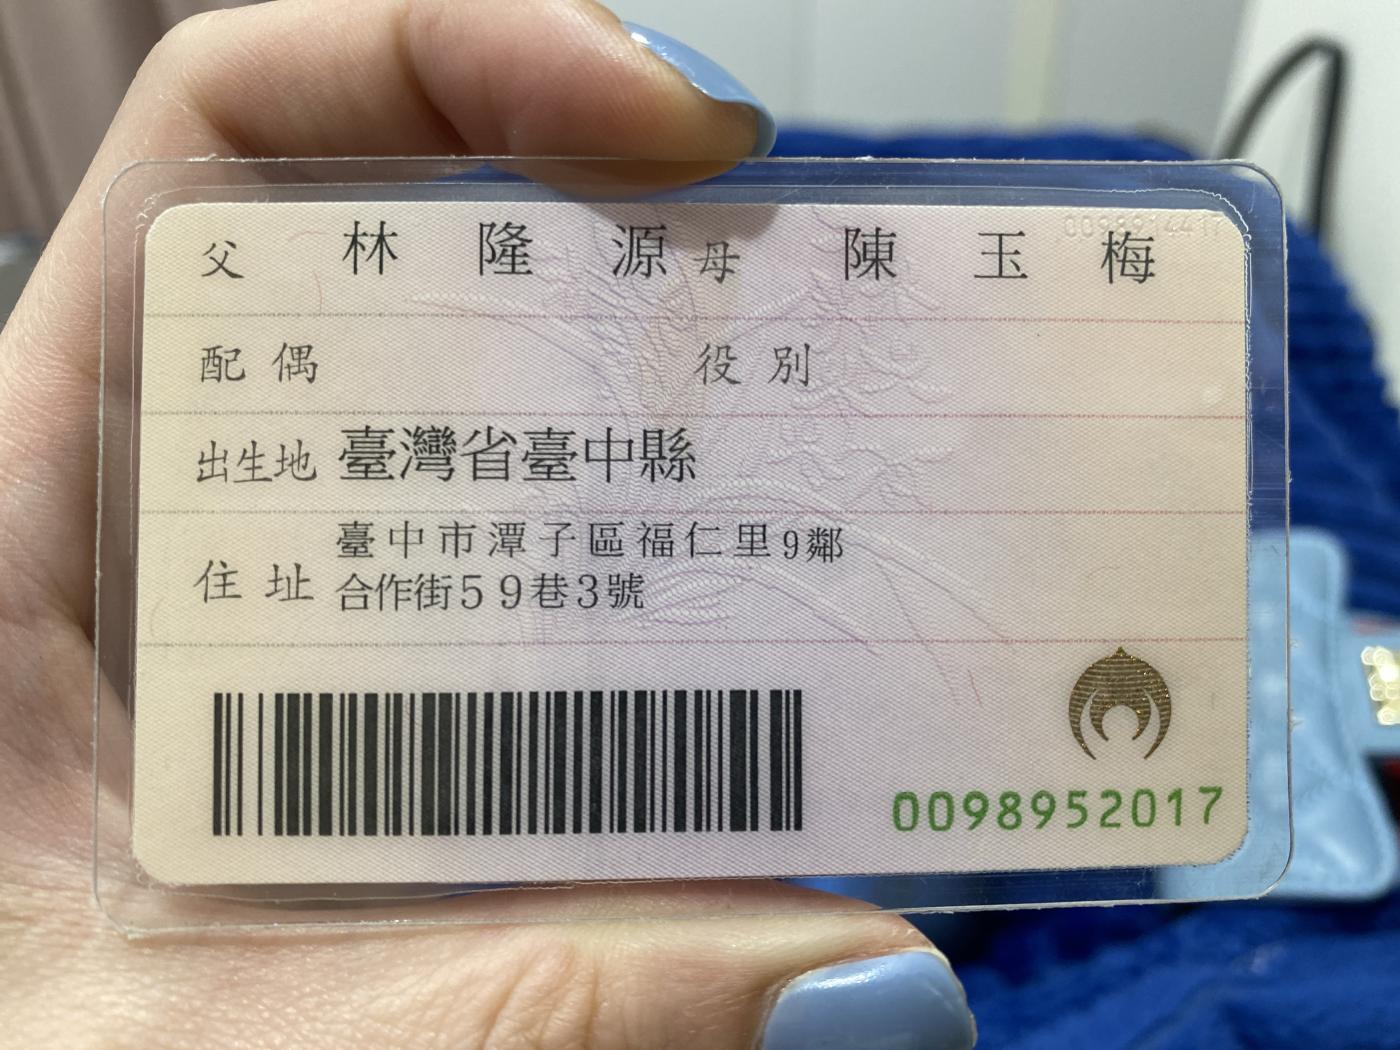 父 林隆源 母 陳玉梅
配偶 役別
出生地 臺灣省臺中縣
臺中市潭子區福仁里9鄰
住址 合作街59巷3號
0098952017